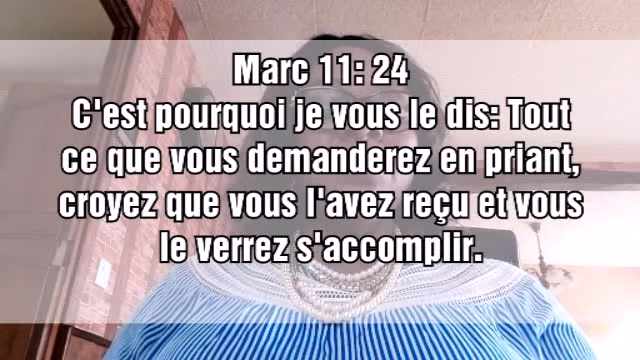 Marc 11: 24
C'est pourquoi je vous le dis: Tout
ce que vous demanderez en priant,
croyez que vous l'avez reçu et vous
le verrez s'accomplir.